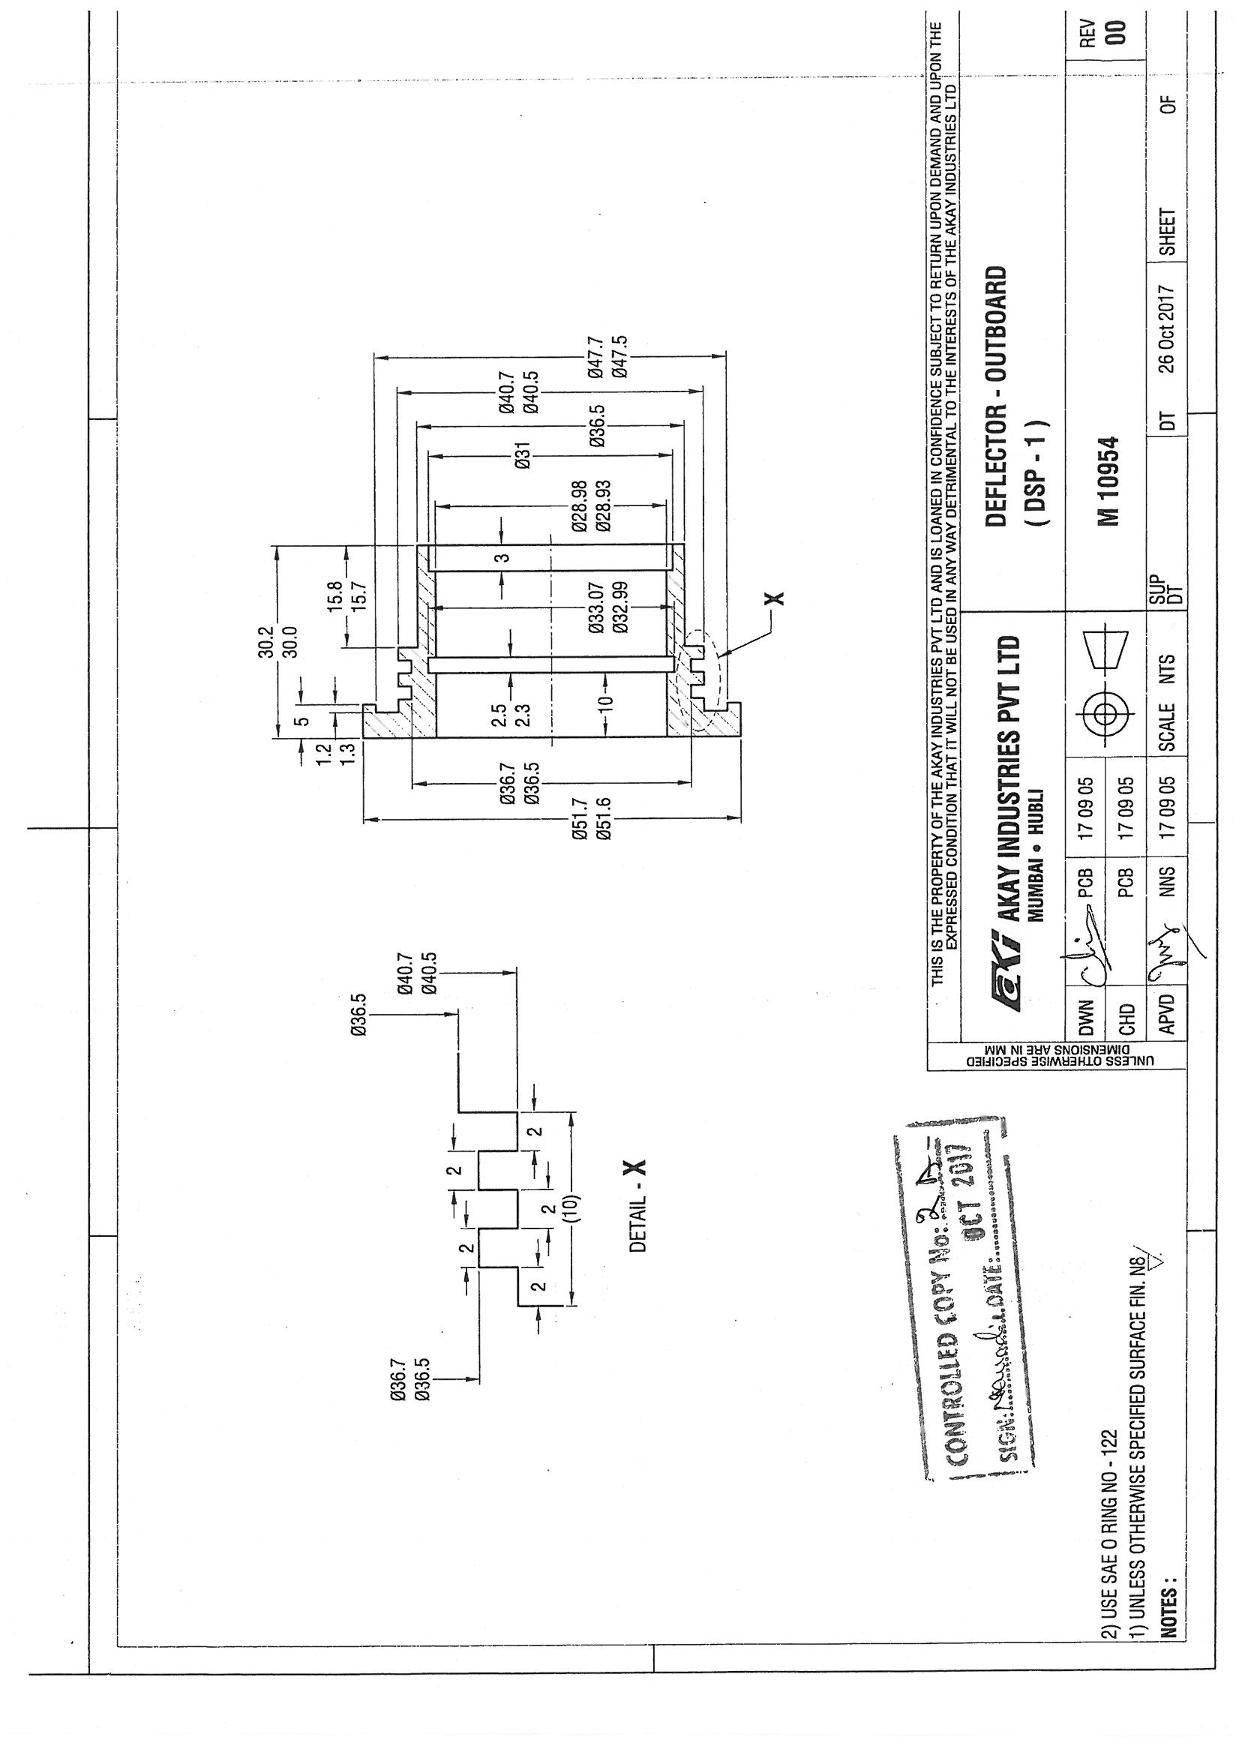 30.2
30.0
15.8
15.7
5
1.2
1.3
Ø47.7
Ø47.5
Ø40.7
Ø40.5
Ø36.5
Ø31
Ø28.98
Ø28.93
3
Ø33.07
Ø32.99
2.5
2.3
10
X
Ø36.7
Ø36.5
Ø51.7
Ø51.6
Ø36.5
Ø40.7
Ø40.5
2
2
2
2
2
(10)
Ø36.7
Ø36.5
DETAIL - X
CONTROLLED COPY No:
SIGN: DATE: OCT 2017
2) USE SAE O RING NO - 122
1) UNLESS OTHERWISE SPECIFIED SURFACE FIN. N8
NOTES :
THIS IS THE PROPERTY OF THE AKAY INDUSTRIES PVT LTD AND IS LOANED IN CONFIDENCE SUBJECT TO RETURN UPON DEMAND AND UPON THE
EXPRESSED CONDITION THAT IT WILL NOT BE USED IN ANY WAY DETRIMENTAL TO THE INTERESTS OF THE AKAY INDUSTRIES LTD
UNLESS OTHERWISE SPECIFIED
DIMENSIONS ARE IN MM
aKi AKAY INDUSTRIES PVT LTD
MUMBAI • HUBLI
DEFLECTOR - OUTBOARD
( DSP - 1 )
DWN PCB 17 09 05
CHD PCB 17 09 05
APVD NNS 17 09 05
SCALE NTS
M 10954
REV
00
SUP
DT
DT 26 Oct 2017
SHEET OF